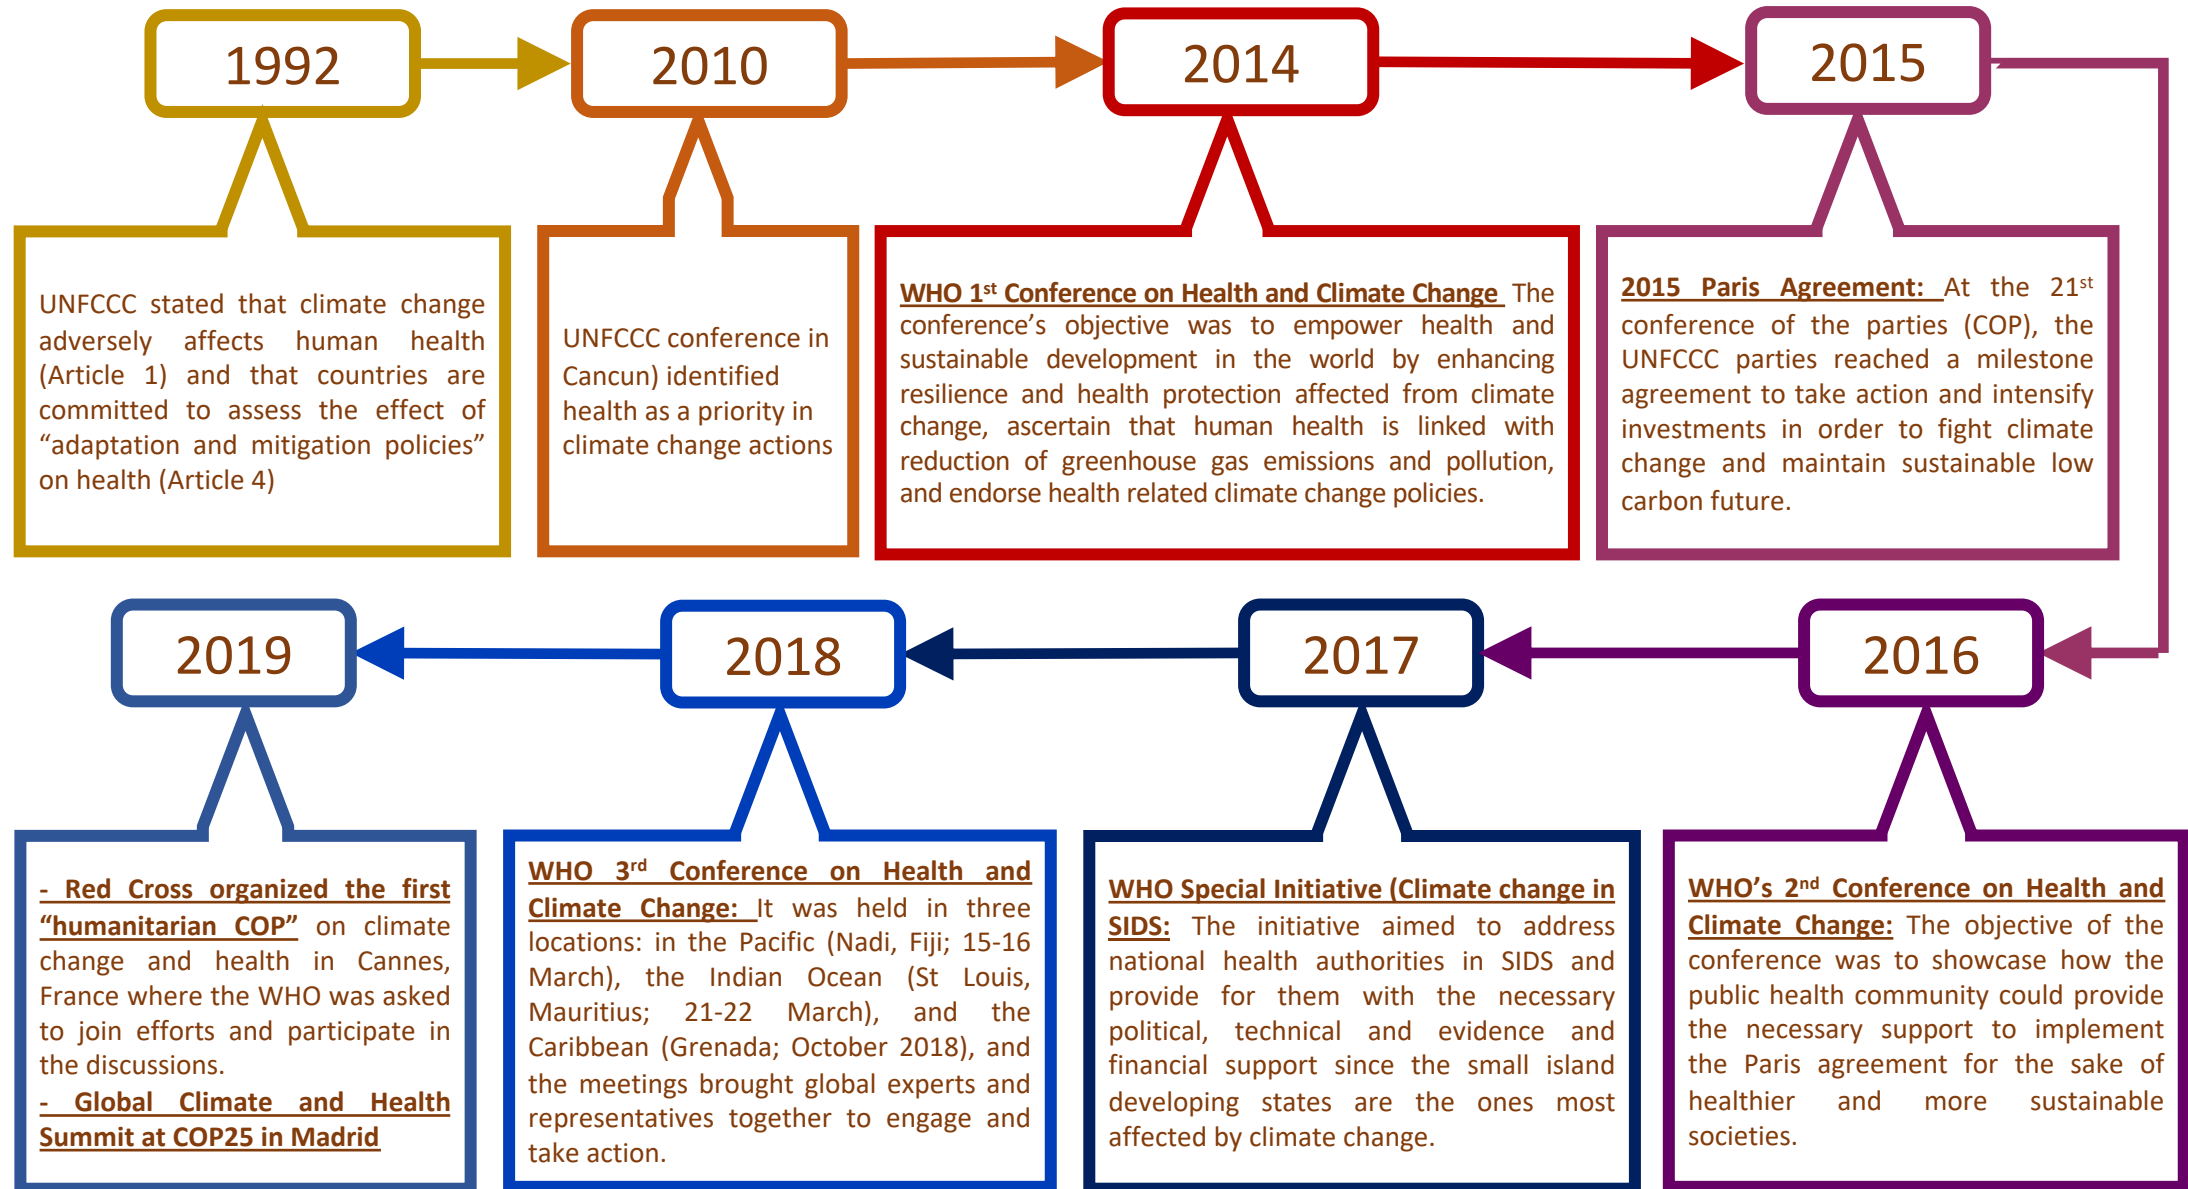 1992
2010
2014
2015
UNFCCC stated that climate change
adversely affects human health
(Article 1) and that countries are
committed to assess the effect of
“adaptation and mitigation policies”
on health (Article 4)
UNFCCC conference in
Cancun) identified
health as a priority in
climate change actions
WHO 1st Conference on Health and Climate Change The
conference’s objective was to empower health and
sustainable development in the world by enhancing
resilience and health protection affected from climate
change, ascertain that human health is linked with
reduction of greenhouse gas emissions and pollution,
and endorse health related climate change policies.
2015 Paris Agreement: At the 21st
conference of the parties (COP), the
UNFCCC parties reached a milestone
agreement to take action and intensify
investments in order to fight climate
change and maintain sustainable low
carbon future.
2016
2017
2018
2019
WHO’s 2nd Conference on Health and
Climate Change: The objective of the
conference was to showcase how the
public health community could provide
the necessary support to implement
the Paris agreement for the sake of
healthier and more sustainable
societies.
WHO Special Initiative (Climate change in
SIDS: The initiative aimed to address
national health authorities in SIDS and
provide for them with the necessary
political, technical and evidence and
financial support since the small island
developing states are the ones most
affected by climate change.
WHO 3rd Conference on Health and
Climate Change: It was held in three
locations: in the Pacific (Nadi, Fiji; 15-16
March), the Indian Ocean (St Louis,
Mauritius; 21-22 March), and the
Caribbean (Grenada; October 2018), and
the meetings brought global experts and
representatives together to engage and
take action.
- Red Cross organized the first
“humanitarian COP” on climate
change and health in Cannes,
France where the WHO was asked
to join efforts and participate in
the discussions.
- Global Climate and Health
Summit at COP25 in Madrid